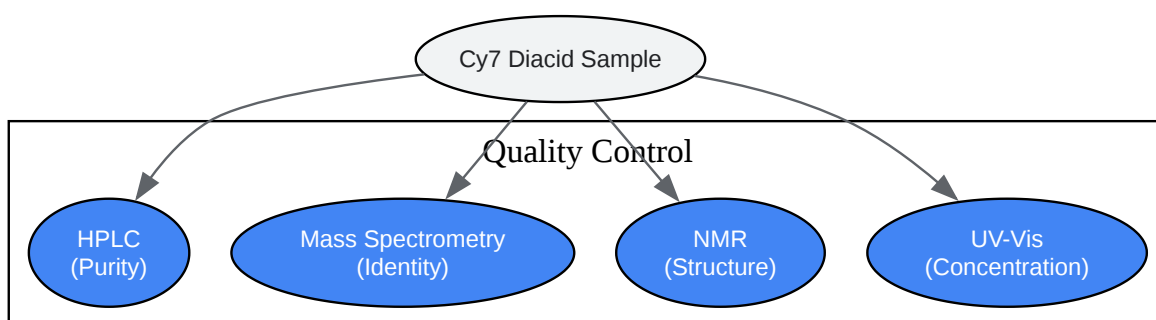 Cy7 Diacid Sample
Quality Control
HPLC
(Purity)
Mass Spectrometry
(Identity)
NMR
(Structure)
UV-Vis
(Concentration)